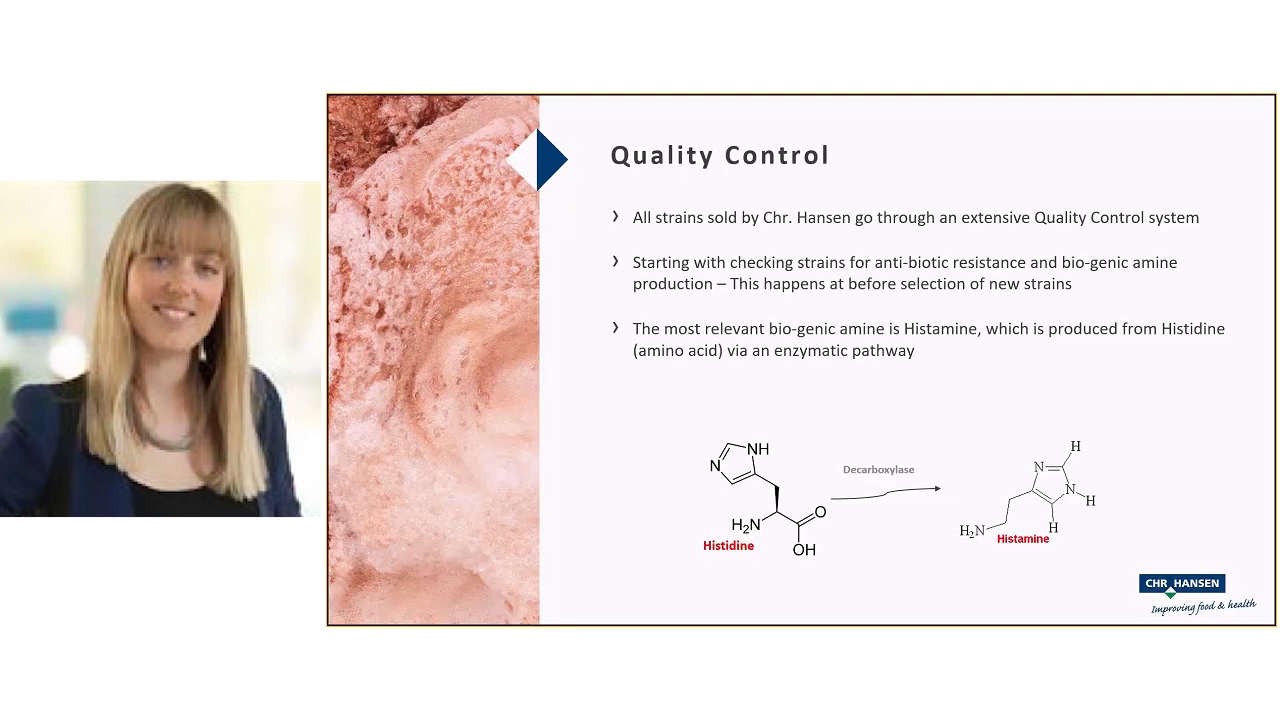 Quality Control
› All strains sold by Chr. Hansen go through an extensive Quality Control system
› Starting with checking strains for anti-biotic resistance and bio-genic amine
production – This happens at before selection of new strains
› The most relevant bio-genic amine is Histamine, which is produced from Histidine
(amino acid) via an enzymatic pathway
N NH
H₂N O
OH
Histidine
Decarboxylase
H
N
N H
H₂N H
Histamine
CHR HANSEN
Improving food & health